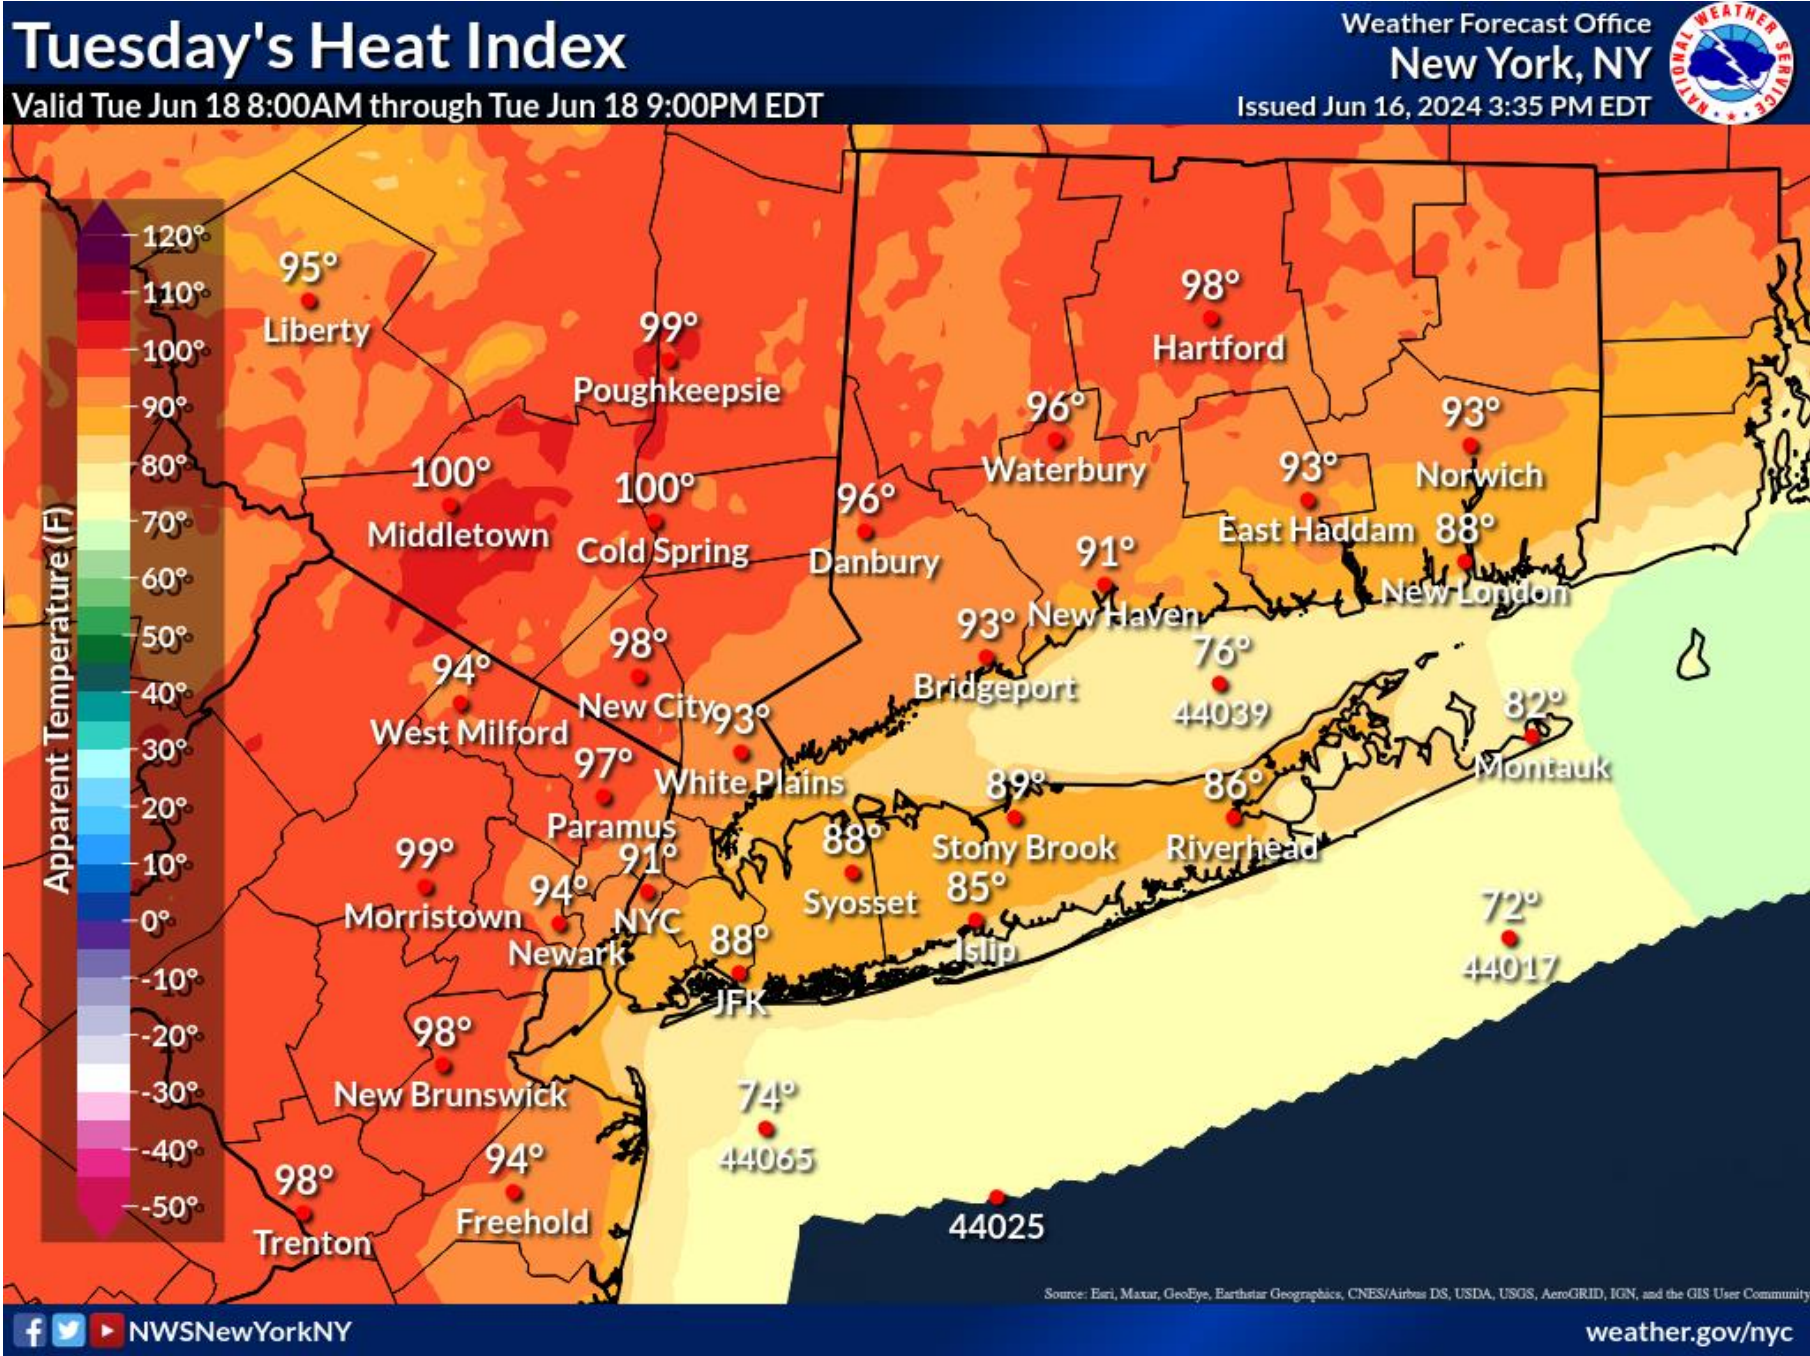 Tuesday's Heat Index
Valid Tue Jun 18 8:00AM through Tue Jun 18 9:00PM EDT
Weather Forecast Office
New York, NY
Issued Jun 16, 2024 3:35 PM EDT
NATIONAL WEATHER SERVICE
Apparent Temperature (F)
120°
110°
100°
90°
80°
70°
60°
50°
40°
30°
20°
10°
0°
-10°
-20°
-30°
-40°
-50°
95°
Liberty
99°
Poughkeepsie
98°
Hartford
96°
Waterbury
93°
Norwich
93°
East Haddam
100°
Middletown
100°
Cold Spring
96°
Danbury
88°
New London
91°
New Haven
93°
Bridgeport
76°
44039
98°
New City
94°
West Milford
93°
White Plains
82°
Montauk
97°
Paramus
89°
Stony Brook
86°
Riverhead
88°
Syosset
99°
Morristown
91°
NYC
94°
Newark
85°
Islip
88°
JFK
72°
44017
98°
New Brunswick
74°
44065
94°
Freehold
98°
Trenton
44025
Source: Esri, Maxar, GeoEye, Earthstar Geographics, CNES/Airbus DS, USDA, USGS, AeroGRID, IGN, and the GIS User Community
NWSNewYorkNY
weather.gov/nyc